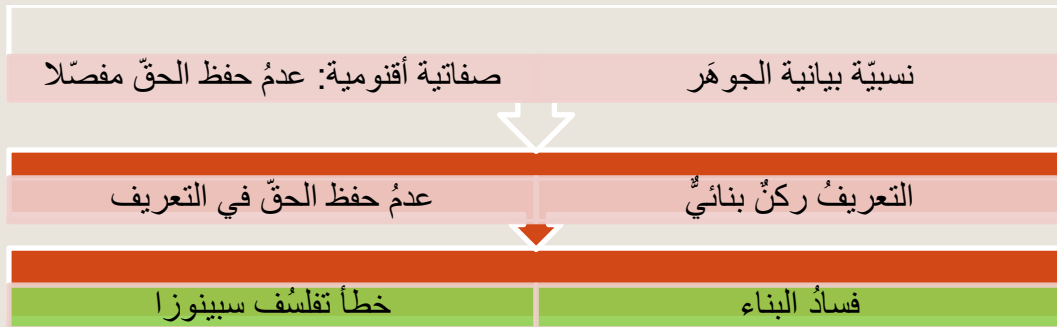 نسبيّة بيانية الجوهَر
صفاتية أقنومية: عدمُ حفظ الحقّ مفصّلا
التعريفُ ركنٌ بنائيٌّ
عدمُ حفظ الحقّ في التعريف
فسادُ البناء
خطأ تفلسُف سبينوزا